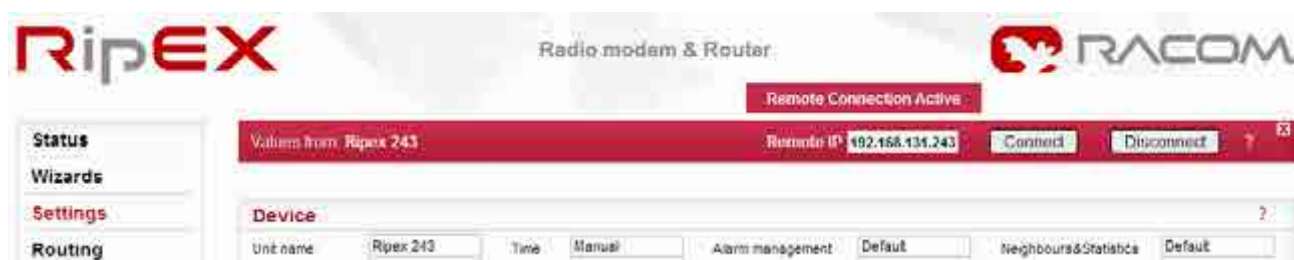 RipEX
Radio modem & Router
RACOM
Remote Connection Active
Status
Values from: Ripex 243
Remote IP 192.168.131.243 Connect Disconnect ?
Wizards
Settings
Device ?
Routing
Unit name Ripex 243 Time Manual Alarm management Default Neighbours&Statistics Default